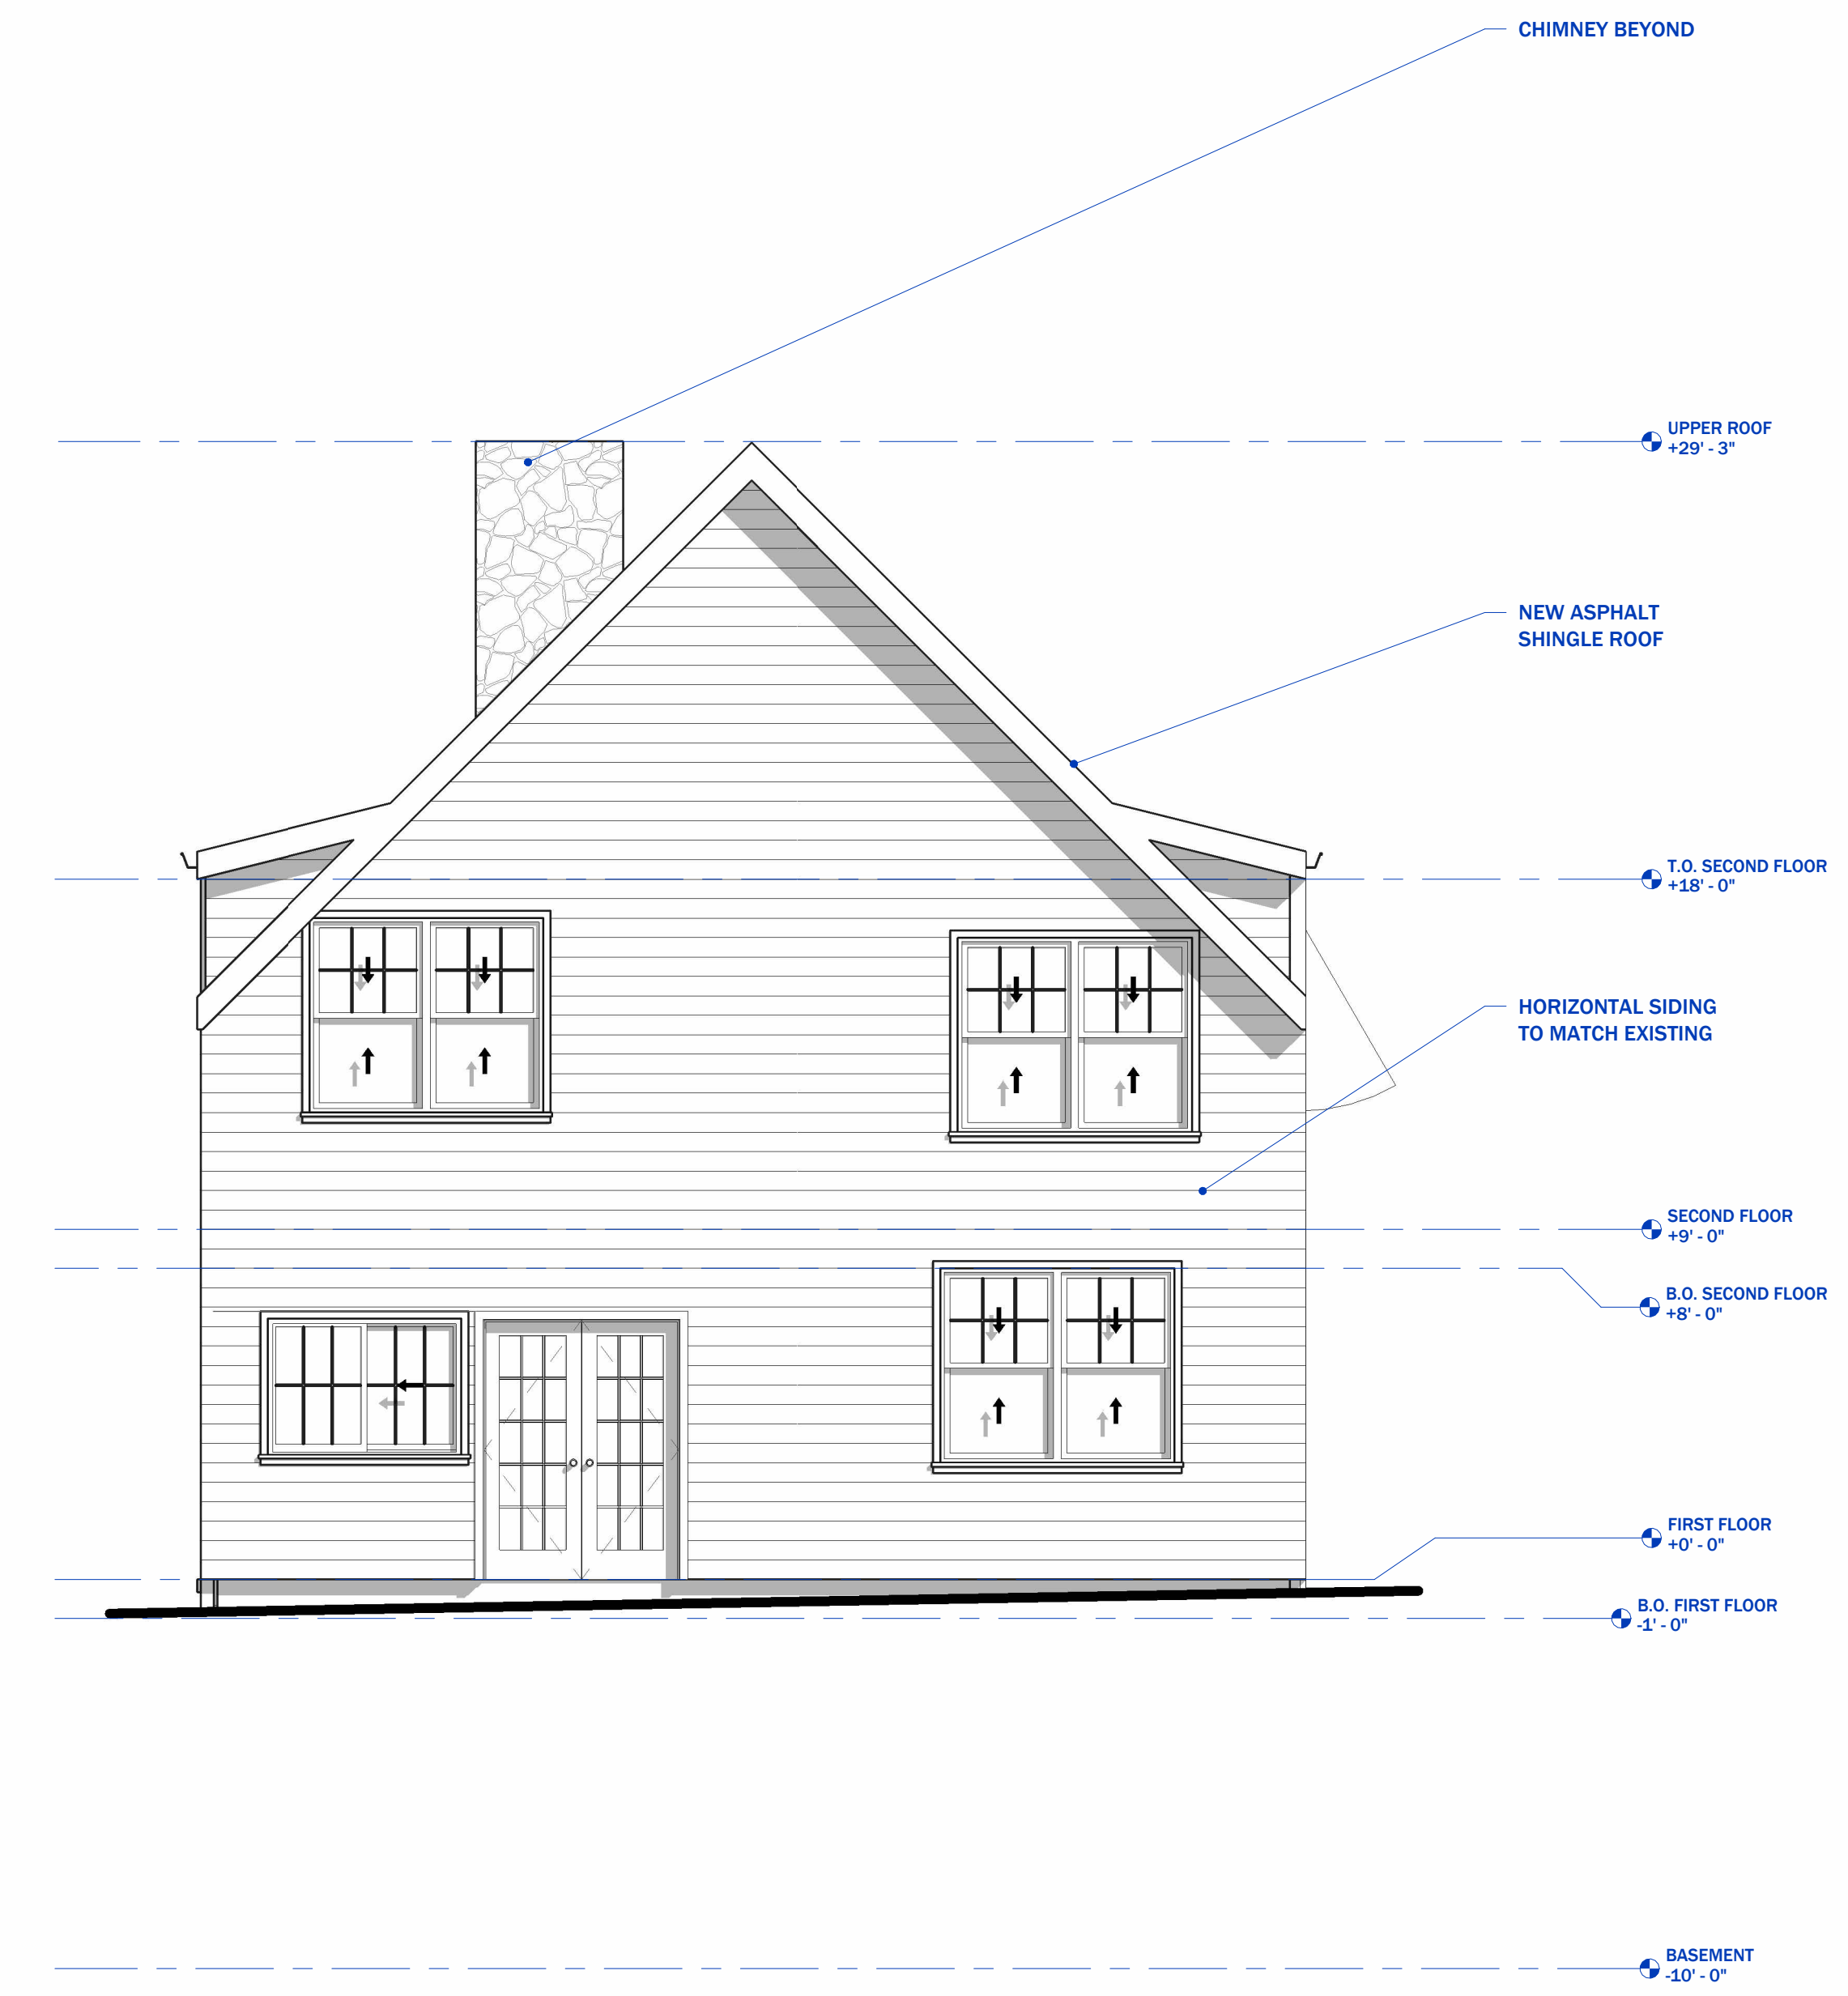 CHIMNEY BEYOND
UPPER ROOF
+29' - 3"
NEW ASPHALT
SHINGLE ROOF
T.O. SECOND FLOOR
+18' - 0"
HORIZONTAL SIDING
TO MATCH EXISTING
SECOND FLOOR
+9' - 0"
B.O. SECOND FLOOR
+8' - 0"
FIRST FLOOR
+0' - 0"
B.O. FIRST FLOOR
-1' - 0"
BASEMENT
-10' - 0"